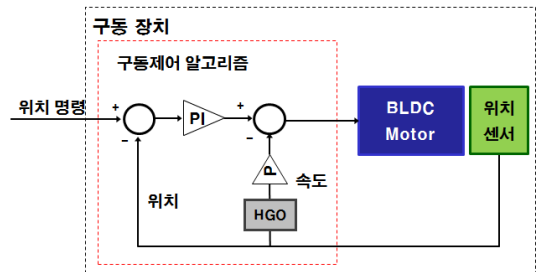 구동 장치
구동제어 알고리즘
위치 명령
+
−
PI
+
−
BLDC
Motor
위치
센서
P
속도
위치
HGO